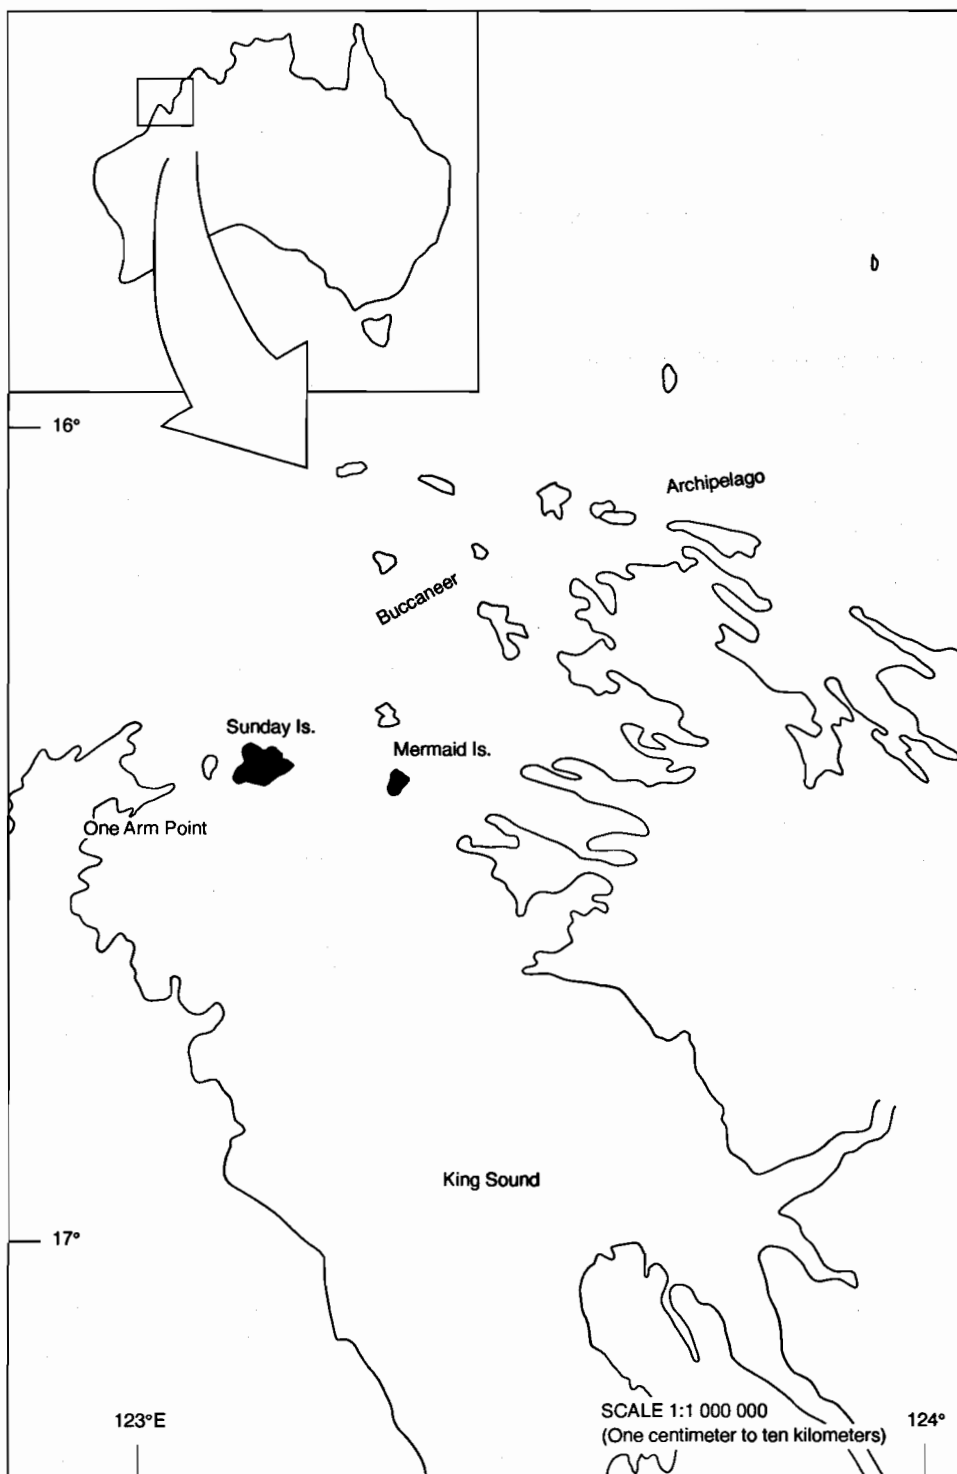 16°
Archipelago
Buccaneer
Sunday Is.
Mermaid Is.
One Arm Point
King Sound
17°
123°E
SCALE 1:1 000 000
(One centimeter to ten kilometers)
124°